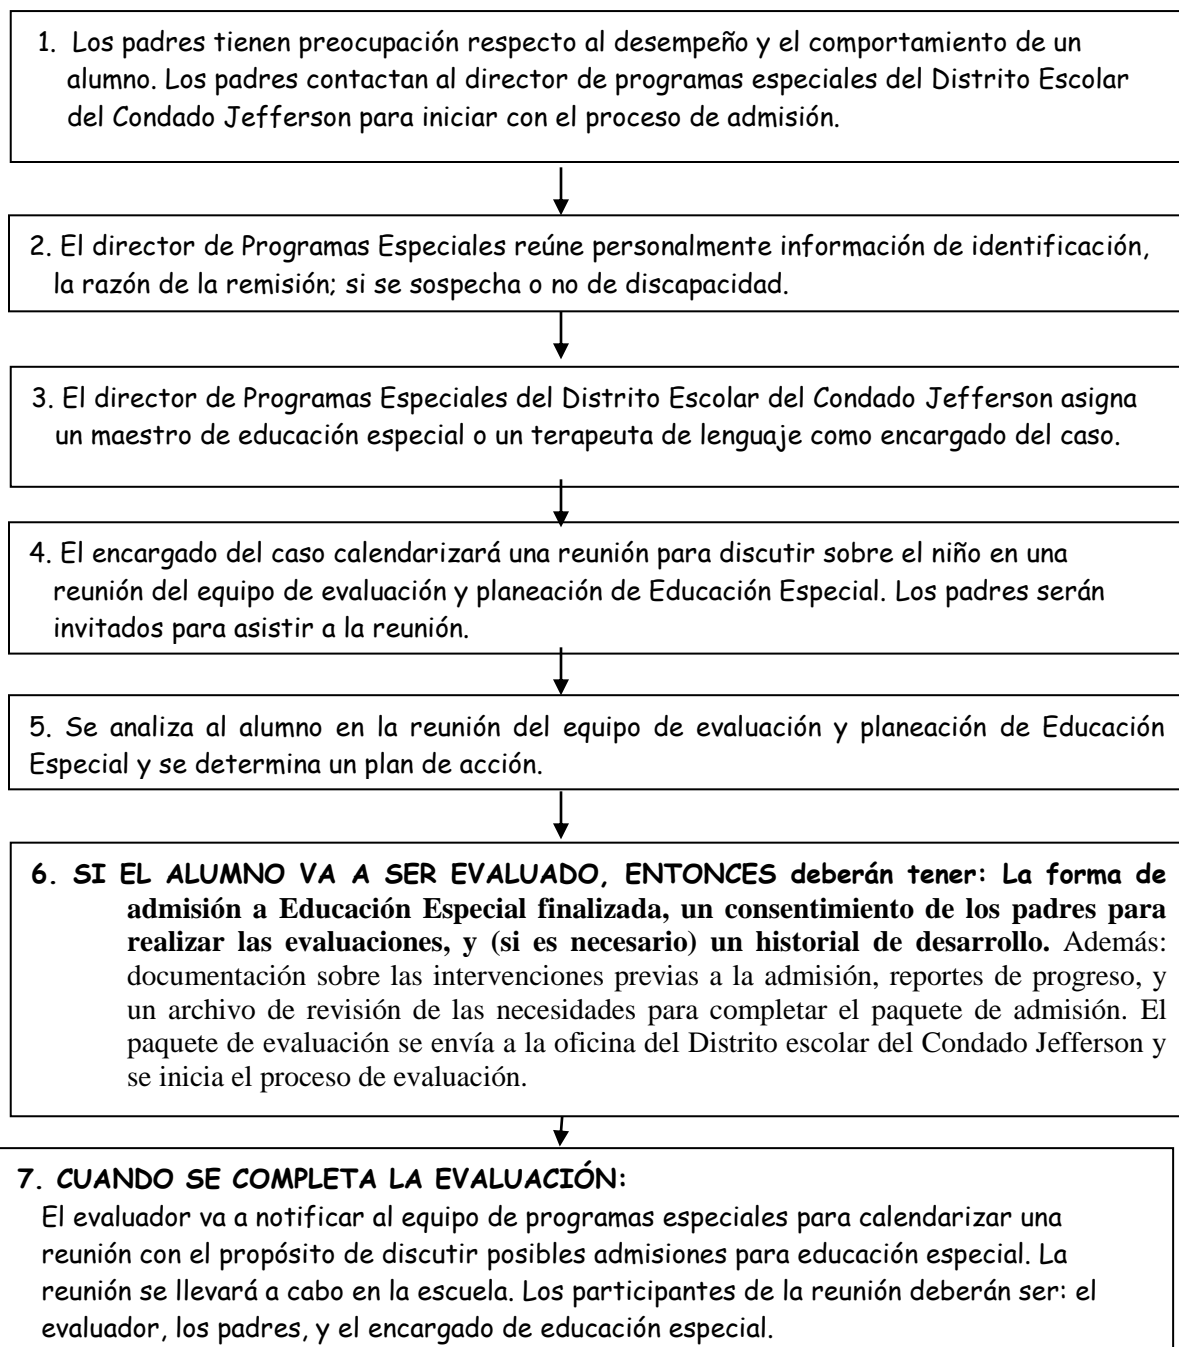 1. Los padres tienen preocupación respecto al desempeño y el comportamiento de un
alumno. Los padres contactan al director de programas especiales del Distrito Escolar
del Condado Jefferson para iniciar con el proceso de admisión.
2. El director de Programas Especiales reúne personalmente información de identificación,
la razón de la remisión; si se sospecha o no de discapacidad.
3. El director de Programas Especiales del Distrito Escolar del Condado Jefferson asigna
un maestro de educación especial o un terapeuta de lenguaje como encargado del caso.
4. El encargado del caso calendarizará una reunión para discutir sobre el niño en una
reunión del equipo de evaluación y planeación de Educación Especial. Los padres serán
invitados para asistir a la reunión.
5. Se analiza al alumno en la reunión del equipo de evaluación y planeación de Educación
Especial y se determina un plan de acción.
6. SI EL ALUMNO VA A SER EVALUADO, ENTONCES deberán tener: La forma de
admisión a Educación Especial finalizada, un consentimiento de los padres para
realizar las evaluaciones, y (si es necesario) un historial de desarrollo. Además:
documentación sobre las intervenciones previas a la admisión, reportes de progreso, y
un archivo de revisión de las necesidades para completar el paquete de admisión. El
paquete de evaluación se envía a la oficina del Distrito escolar del Condado Jefferson y
se inicia el proceso de evaluación.
7. CUANDO SE COMPLETA LA EVALUACIÓN:
El evaluador va a notificar al equipo de programas especiales para calendarizar una
reunión con el propósito de discutir posibles admisiones para educación especial. La
reunión se llevará a cabo en la escuela. Los participantes de la reunión deberán ser: el
evaluador, los padres, y el encargado de educación especial.